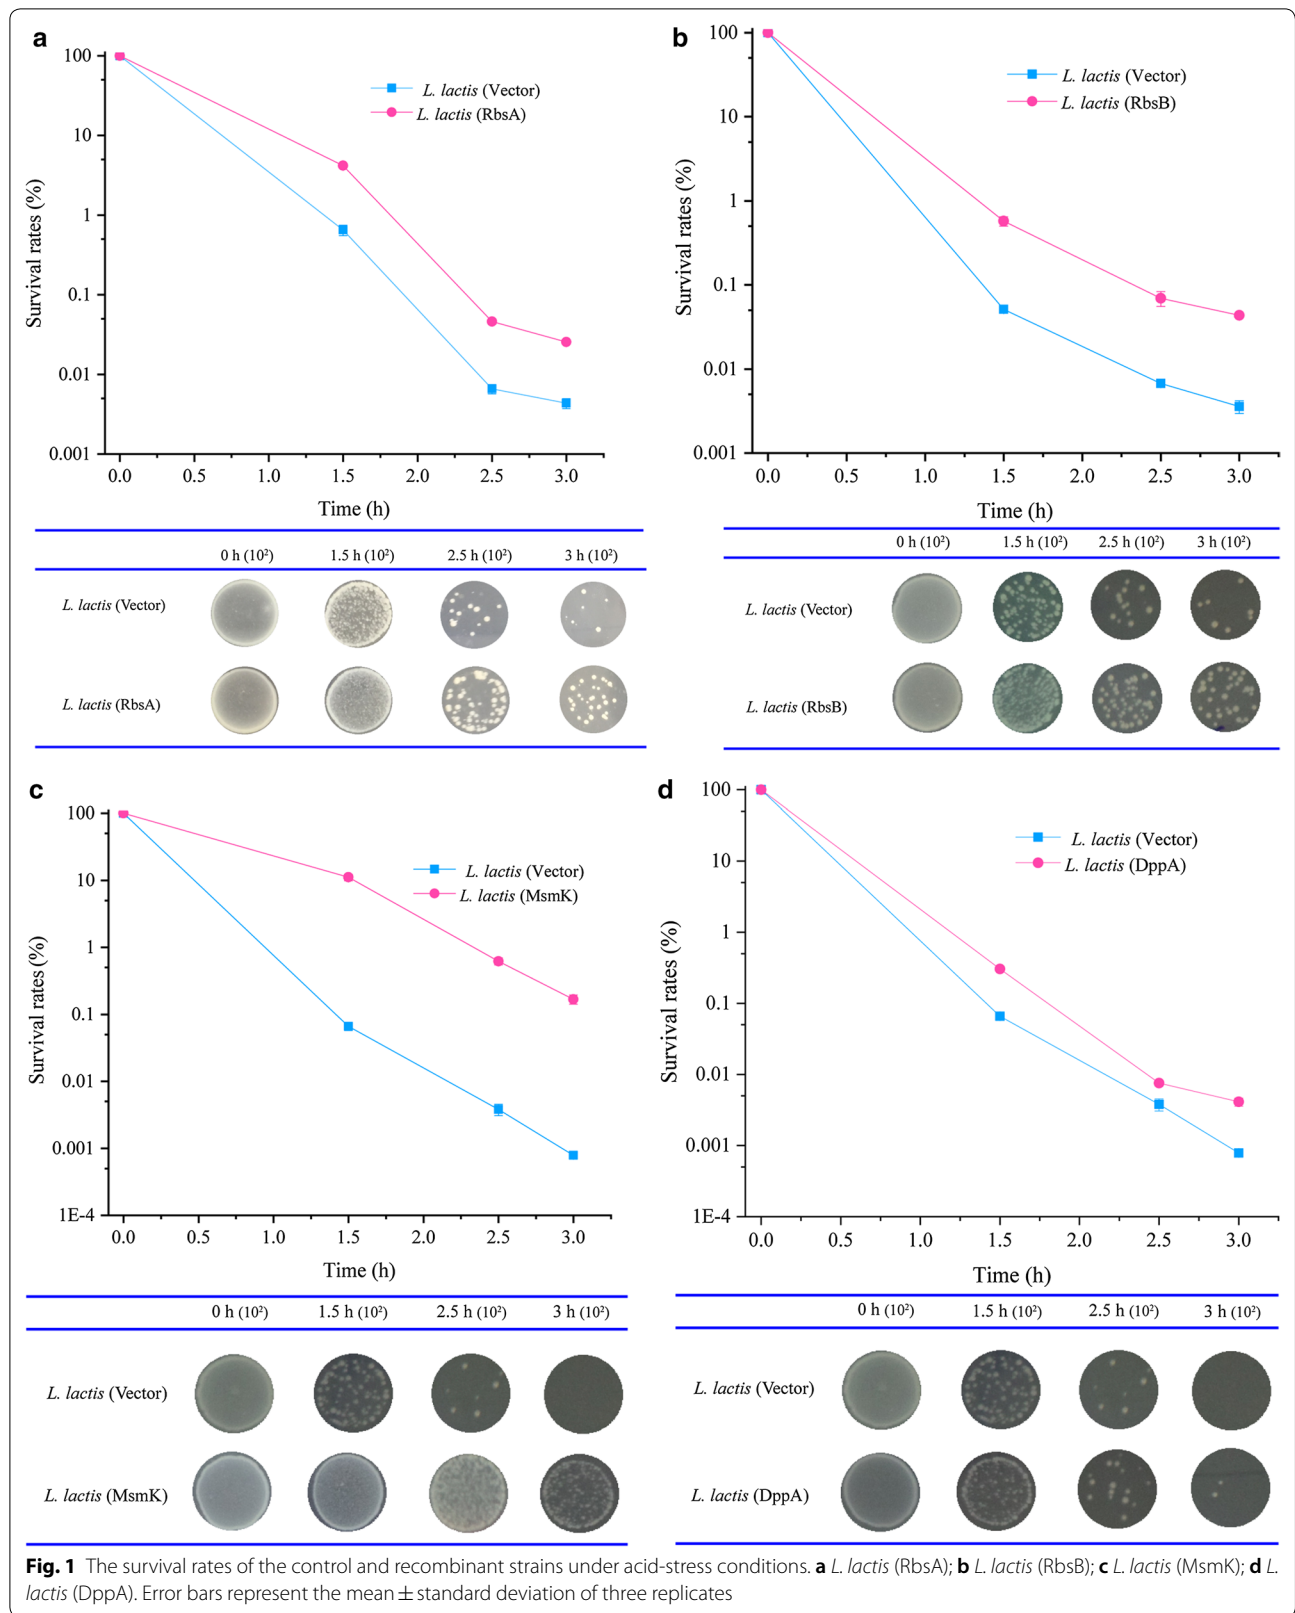 a
100
10
1
0.1
0.01
0.001
Survival rates (%)
L. lactis (Vector)
L. lactis (RbsA)
0.0 0.5 1.0 1.5 2.0 2.5 3.0
Time (h)
0 h (10²) 1.5 h (10²) 2.5 h (10²) 3 h (10²)
L. lactis (Vector)
L. lactis (RbsA)
b
100
10
1
0.1
0.01
0.001
Survival rates (%)
L. lactis (Vector)
L. lactis (RbsB)
0.0 0.5 1.0 1.5 2.0 2.5 3.0
Time (h)
0 h (10²) 1.5 h (10²) 2.5 h (10²) 3 h (10²)
L. lactis (Vector)
L. lactis (RbsB)
c
100
10
1
0.1
0.01
0.001
1E-4
Survival rates (%)
L. lactis (Vector)
L. lactis (MsmK)
0.0 0.5 1.0 1.5 2.0 2.5 3.0
Time (h)
0 h (10²) 1.5 h (10²) 2.5 h (10²) 3 h (10²)
L. lactis (Vector)
L. lactis (MsmK)
d
100
10
1
0.1
0.01
0.001
1E-4
Survival rates (%)
L. lactis (Vector)
L. lactis (DppA)
0.0 0.5 1.0 1.5 2.0 2.5 3.0
Time (h)
0 h (10²) 1.5 h (10²) 2.5 h (10²) 3 h (10²)
L. lactis (Vector)
L. lactis (DppA)
Fig. 1 The survival rates of the control and recombinant strains under acid-stress conditions. a L. lactis (RbsA); b L. lactis (RbsB); c L. lactis (MsmK); d L.
lactis (DppA). Error bars represent the mean ± standard deviation of three replicates